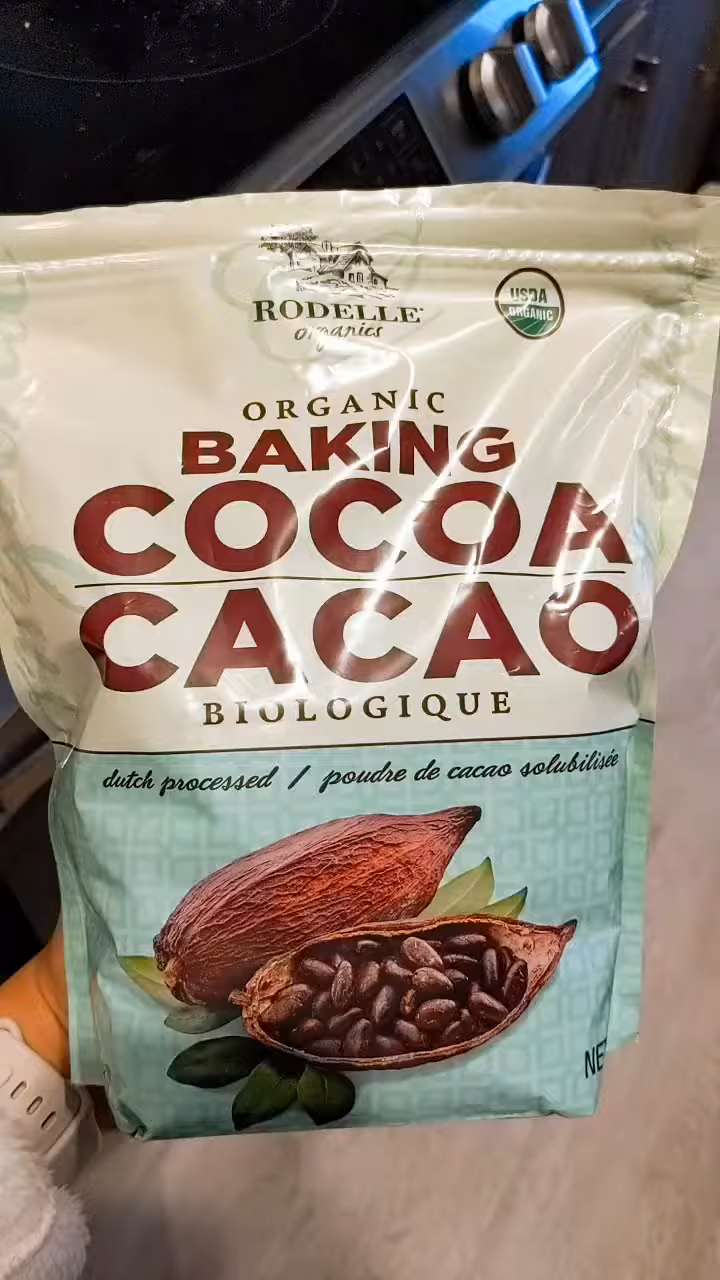 RODELLE
organics
USDA
ORGANIC
ORGANIC
BAKING
COCOA
CACAO
BIOLOGIQUE
dutch processed / poudre de cacao solubilisée